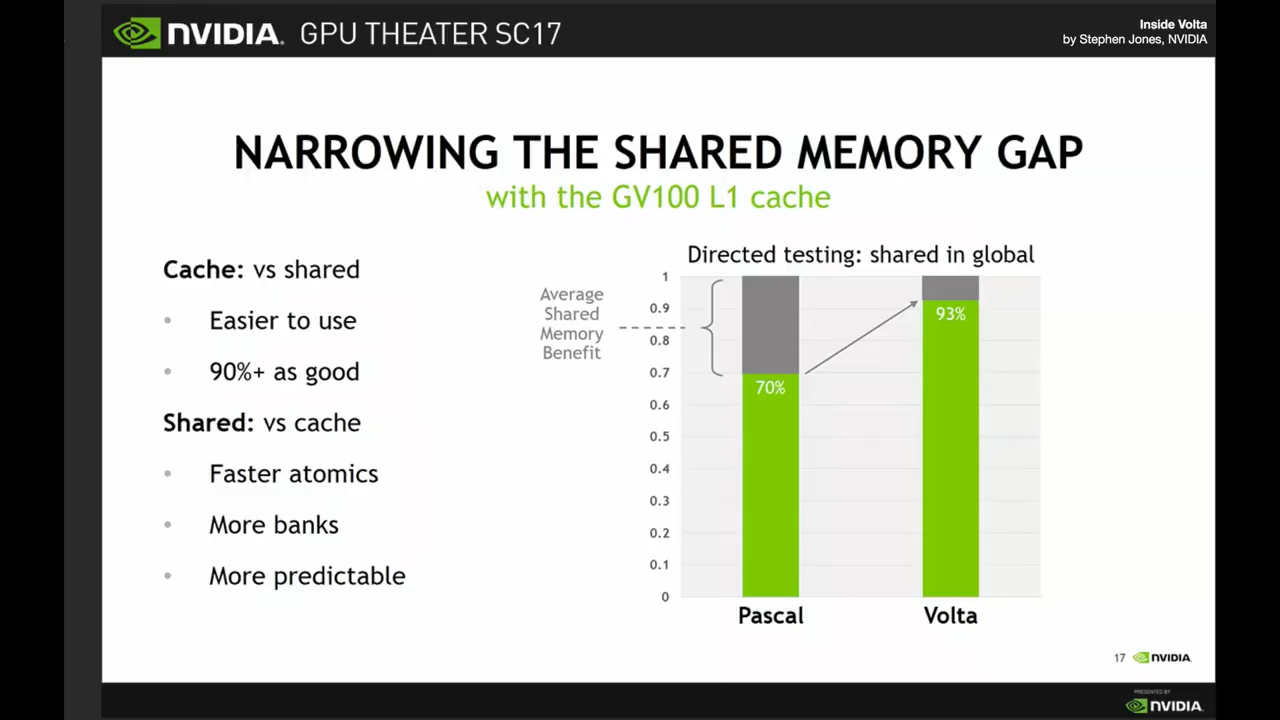 NVIDIA. GPU THEATER SC17
Inside Volta
by Stephen Jones, NVIDIA
NARROWING THE SHARED MEMORY GAP
with the GV100 L1 cache
Cache: vs shared
• Easier to use
• 90%+ as good
Shared: vs cache
• Faster atomics
• More banks
• More predictable
Directed testing: shared in global
Average
Shared
Memory
Benefit
1
0.9
0.8
0.7
0.6
0.5
0.4
0.3
0.2
0.1
0
70%
93%
Pascal
Volta
17 NVIDIA.
PRESENTED BY
NVIDIA.